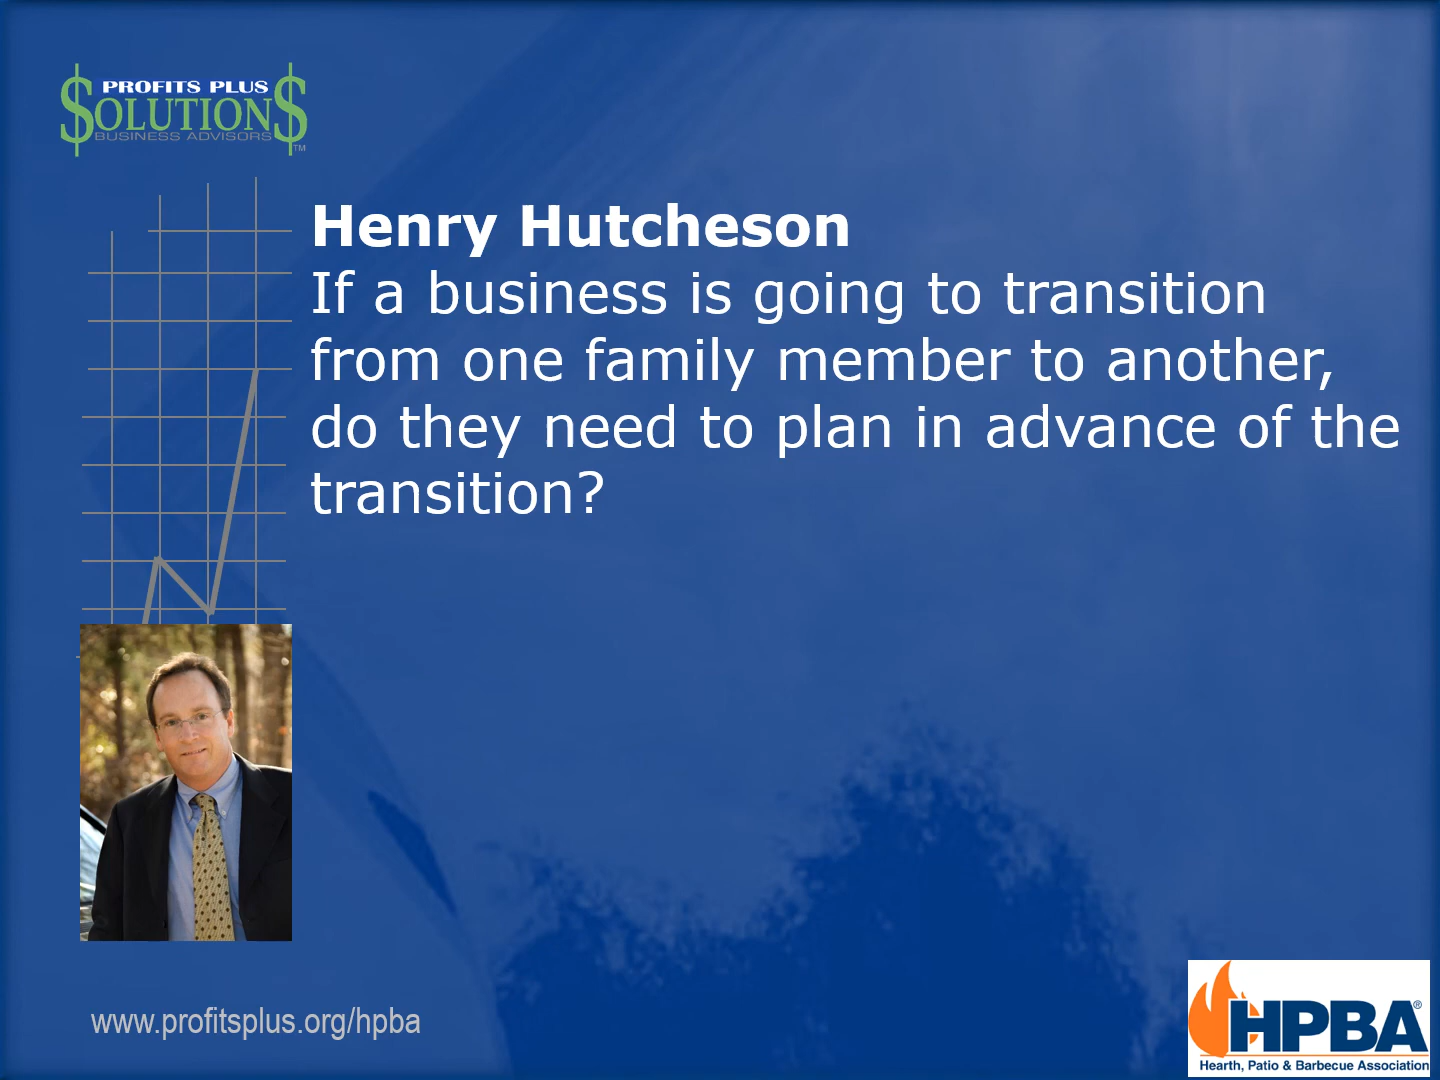 PROFITS PLUS
$OLUTION$
BUSINESS ADVISORS
TM
Henry Hutcheson
If a business is going to transition
from one family member to another,
do they need to plan in advance of the
transition?
www.profitsplus.org/hpba
HPBA®
Hearth, Patio & Barbecue Association